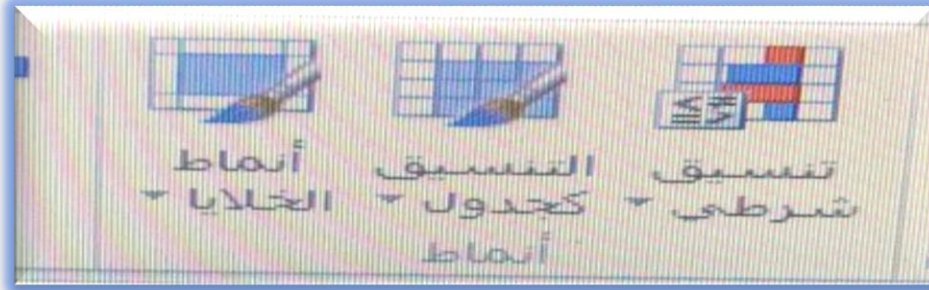 تنسيق شرطي
التنسيق كجدول
أنماط الخلايا
أنماط